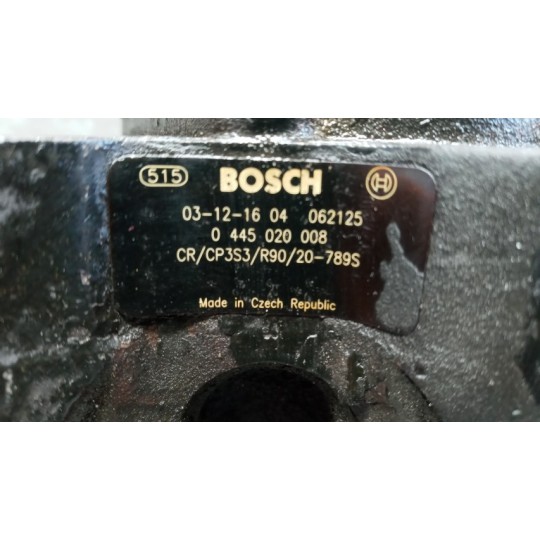 515 BOSCH
03-12-16 04 062125
0 445 020 008
CR/CP3S3/R90/20-789S
Made in Czech Republic